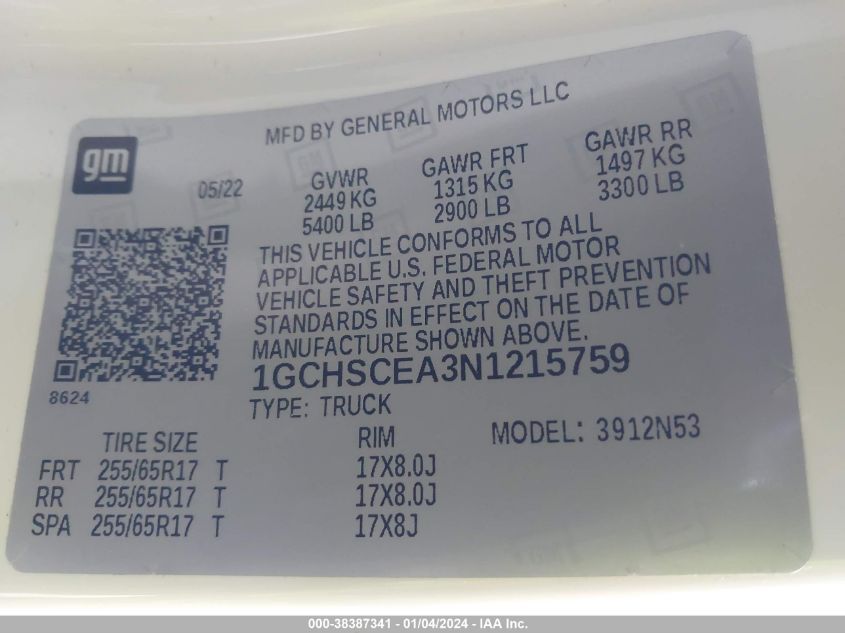 MFD BY GENERAL MOTORS LLC
gm
05/22
GVWR
2449 KG
5400 LB
GAWR FRT
1315 KG
2900 LB
GAWR RR
1497 KG
3300 LB
THIS VEHICLE CONFORMS TO ALL
APPLICABLE U.S. FEDERAL MOTOR
VEHICLE SAFETY AND THEFT PREVENTION
STANDARDS IN EFFECT ON THE DATE OF
MANUFACTURE SHOWN ABOVE.
1GCHSCEA3N1215759
8624
TYPE: TRUCK
MODEL: 3912N53
TIRE SIZE RIM
FRT 255/65R17 T 17X8.0J
RR 255/65R17 T 17X8.0J
SPA 255/65R17 T 17X8J
000-38387341 - 01/04/2024 - IAA Inc.